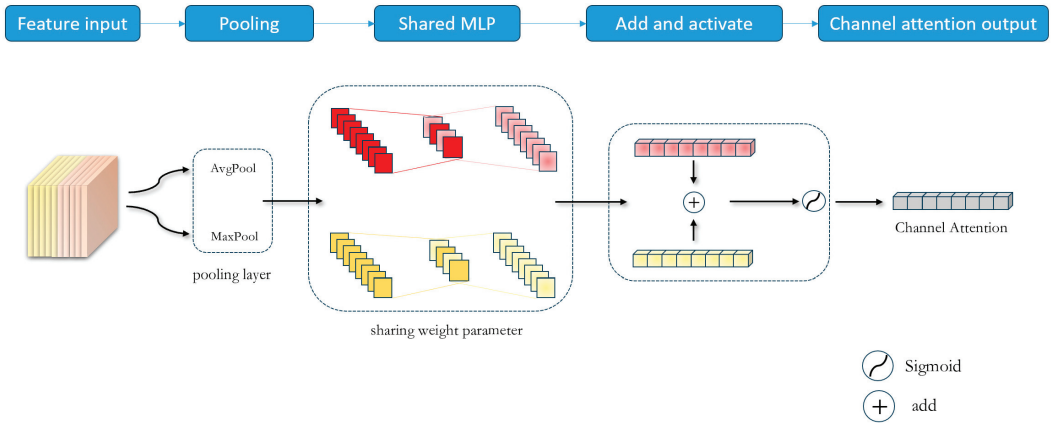 Feature input
Pooling
Shared MLP
Add and activate
Channel attention output
AvgPool
MaxPool
pooling layer
sharing weight parameter
Channel Attention
Sigmoid
add